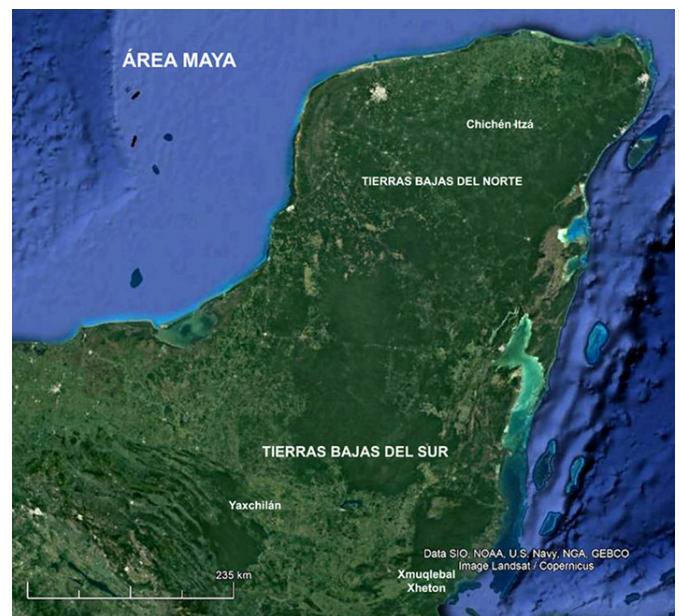 ÁREA MAYA
Chichén Itzá
TIERRAS BAJAS DEL NORTE
TIERRAS BAJAS DEL SUR
Yaxchilán
Data SIO, NOAA, U.S. Navy, NGA, GEBCO
Image Landsat / Copernicus
235 km
Xmuqlebal
Xheton